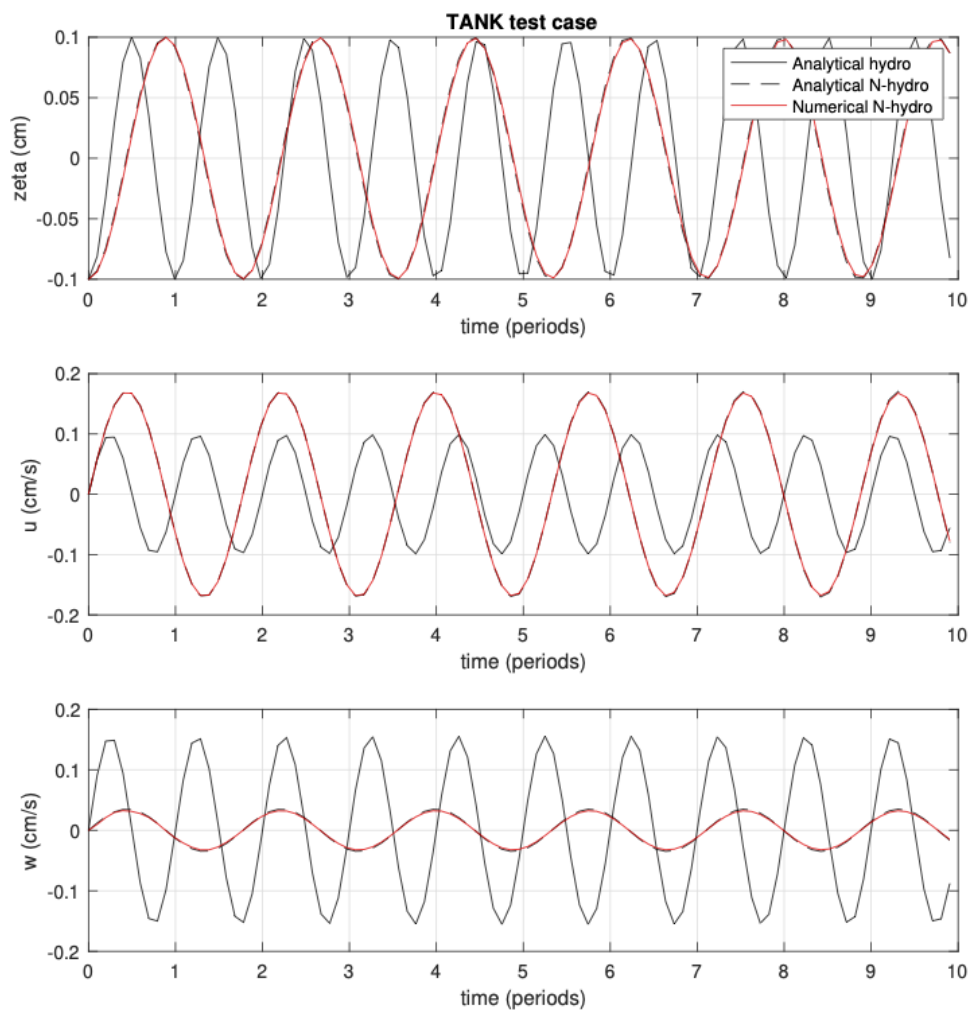 TANK test case
0.1
0.05
0
-0.05
-0.1
zeta (cm)
Analytical hydro
Analytical N-hydro
Numerical N-hydro
0 1 2 3 4 5 6 7 8 9 10
time (periods)
0.2
0.1
0
-0.1
-0.2
u (cm/s)
0 1 2 3 4 5 6 7 8 9 10
time (periods)
0.2
0.1
0
-0.1
-0.2
w (cm/s)
0 1 2 3 4 5 6 7 8 9 10
time (periods)